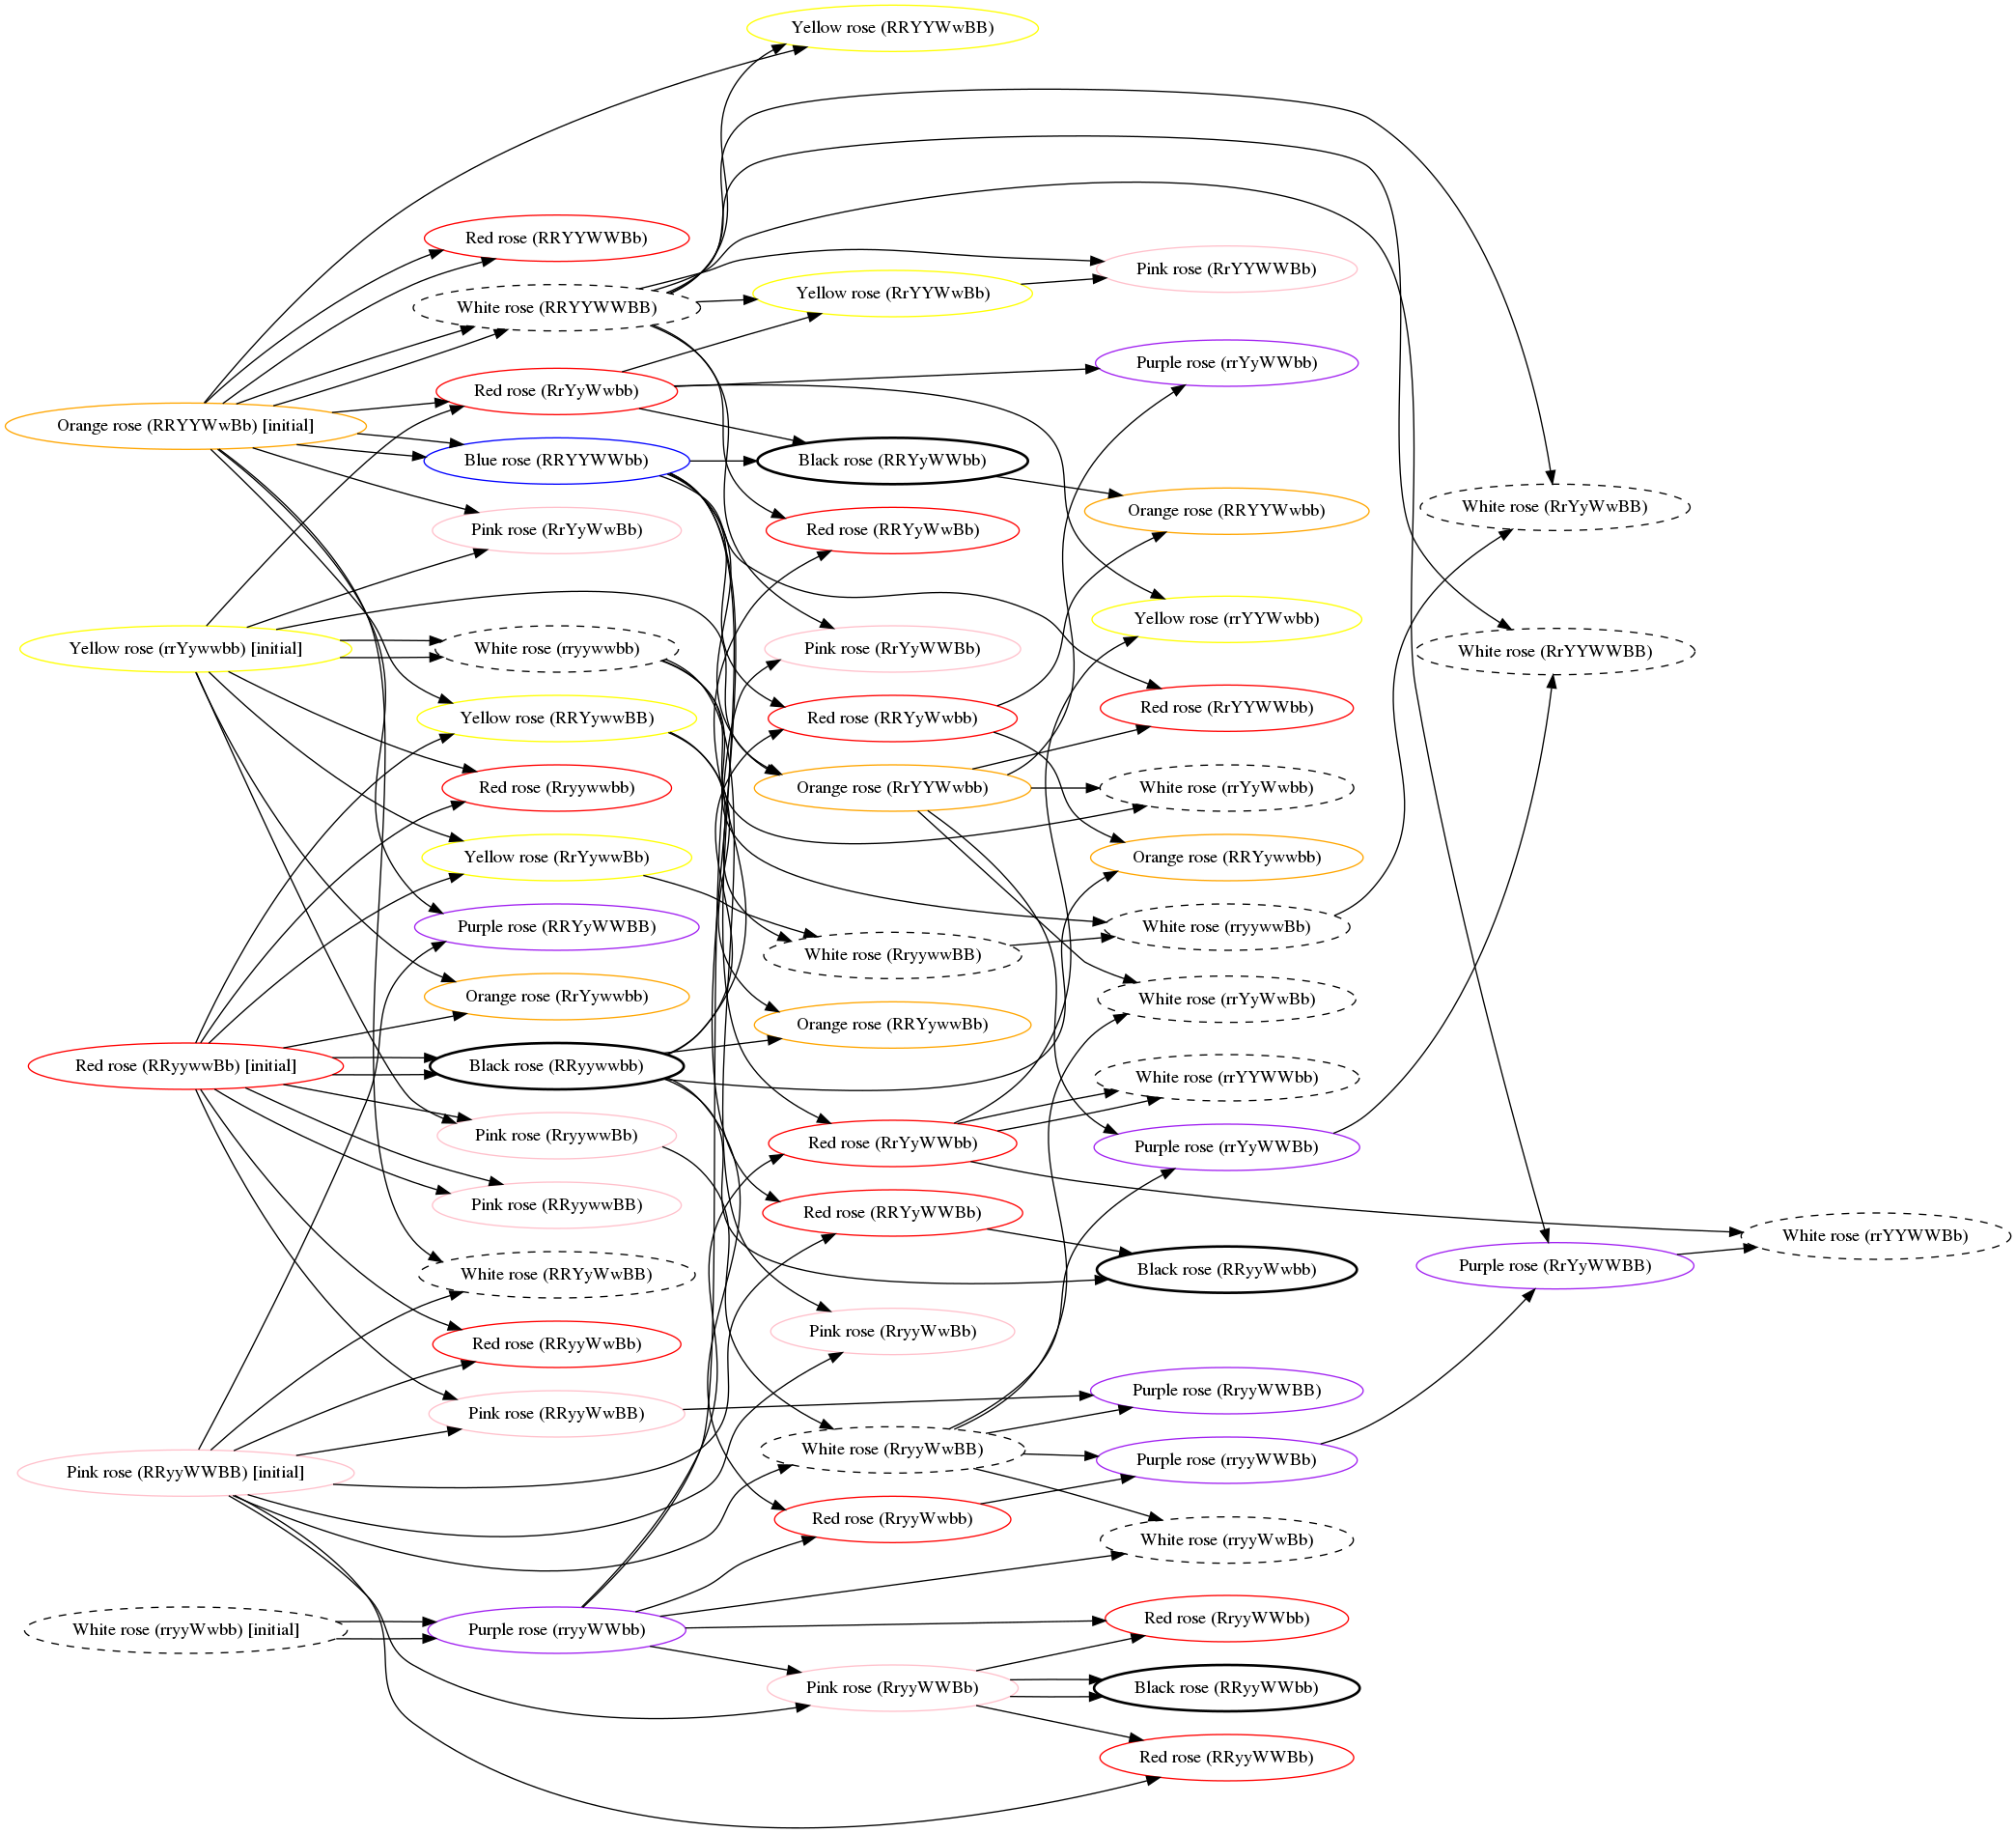 Yellow rose (RRYYWwBB)
Red rose (RRYYWWBb)
White rose (RRYYWWBB)
Red rose (RrYyWwbb)
Orange rose (RRYYWwBb) [initial]
Blue rose (RRYYWWbb)
Pink rose (RrYyWwBb)
Yellow rose (rrYywwbb) [initial]
White rose (rryywwbb)
Yellow rose (RRYywwBB)
Red rose (Rryywwbb)
Yellow rose (RrYywwBb)
Purple rose (RRYyWWBB)
Orange rose (RrYywwbb)
Red rose (RRyywwBb) [initial]
Black rose (RRyywwbb)
Pink rose (RryywwBb)
Pink rose (RRyywwBB)
White rose (RRYyWwBB)
Red rose (RRyyWwBb)
Pink rose (RRyyWwBB)
Pink rose (RRyyWWBB) [initial]
White rose (rryyWwbb) [initial]
Purple rose (rryyWWbb)
Yellow rose (RrYYWwBb)
Black rose (RRYyWWbb)
Red rose (RRYyWwBb)
Pink rose (RrYyWWBb)
Red rose (RRYyWwbb)
Orange rose (RrYYWwbb)
White rose (RryywwBB)
Orange rose (RRYywwBb)
Red rose (RrYyWWbb)
Red rose (RRYyWWBb)
Pink rose (RryyWwBb)
White rose (RryyWwBB)
Red rose (RryyWwbb)
Pink rose (RryyWWBb)
Pink rose (RrYYWWBb)
Purple rose (rrYyWWbb)
Orange rose (RRYYWwbb)
Yellow rose (rrYYWwbb)
Red rose (RrYYWWbb)
White rose (rrYyWwbb)
Orange rose (RRYywwbb)
White rose (rryywwBb)
White rose (rrYyWwBb)
White rose (rrYYWWbb)
Purple rose (rrYyWWBb)
Black rose (RRyyWwbb)
Purple rose (RryyWWBB)
Purple rose (rryyWWBb)
White rose (rryyWwBb)
Red rose (RryyWWbb)
Black rose (RRyyWWbb)
Red rose (RRyyWWBb)
White rose (RrYyWwBB)
White rose (RrYYWWBB)
Purple rose (RrYyWWBB)
White rose (rrYYWWBb)